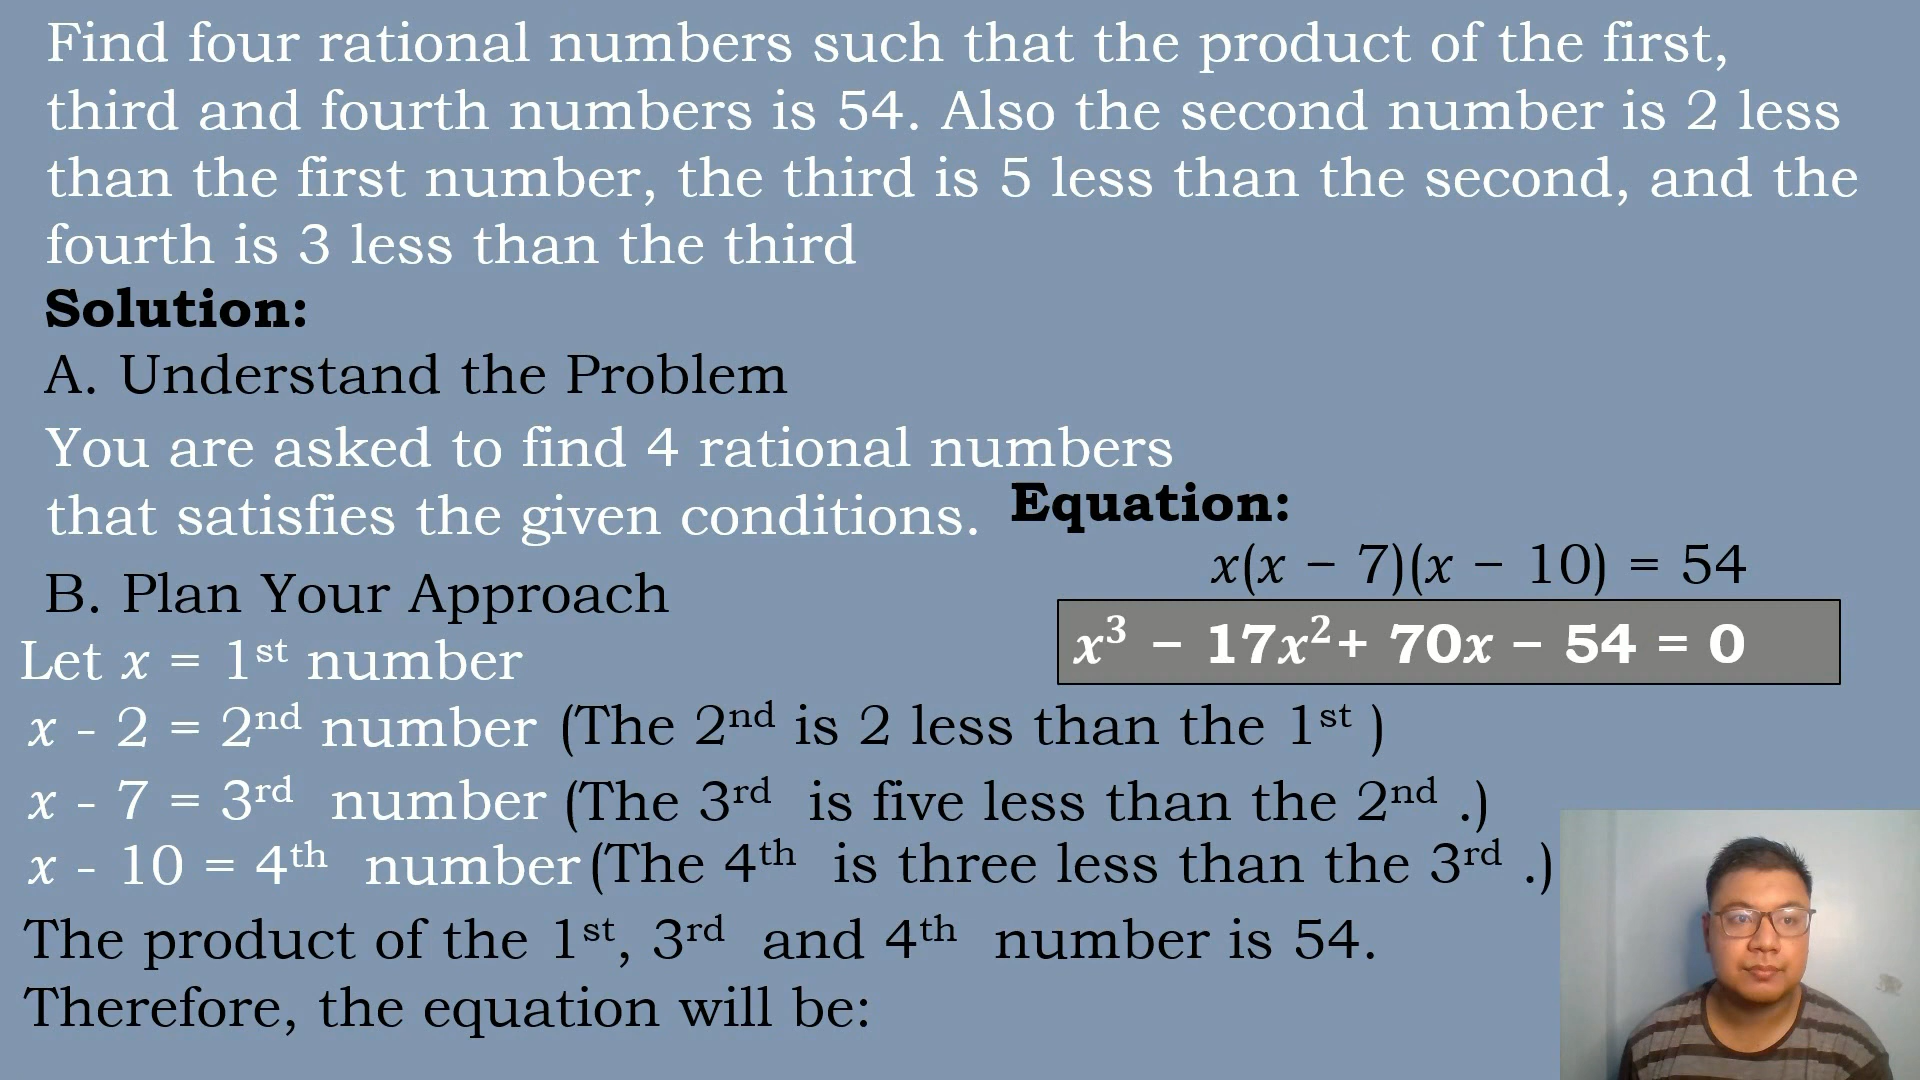 Find four rational numbers such that the product of the first,
third and fourth numbers is 54. Also the second number is 2 less
than the first number, the third is 5 less than the second, and the
fourth is 3 less than the third
Solution:
A. Understand the Problem
You are asked to find 4 rational numbers
that satisfies the given conditions.
Equation:
x(x − 7)(x − 10) = 54
x³ − 17x²+ 70x − 54 = 0
B. Plan Your Approach
Let x = 1ˢᵗ number
x - 2 = 2ⁿᵈ number (The 2ⁿᵈ is 2 less than the 1ˢᵗ )
x - 7 = 3ʳᵈ number (The 3ʳᵈ is five less than the 2ⁿᵈ .)
x - 10 = 4ᵗʰ number (The 4ᵗʰ is three less than the 3ʳᵈ .)
The product of the 1ˢᵗ, 3ʳᵈ and 4ᵗʰ number is 54.
Therefore, the equation will be: